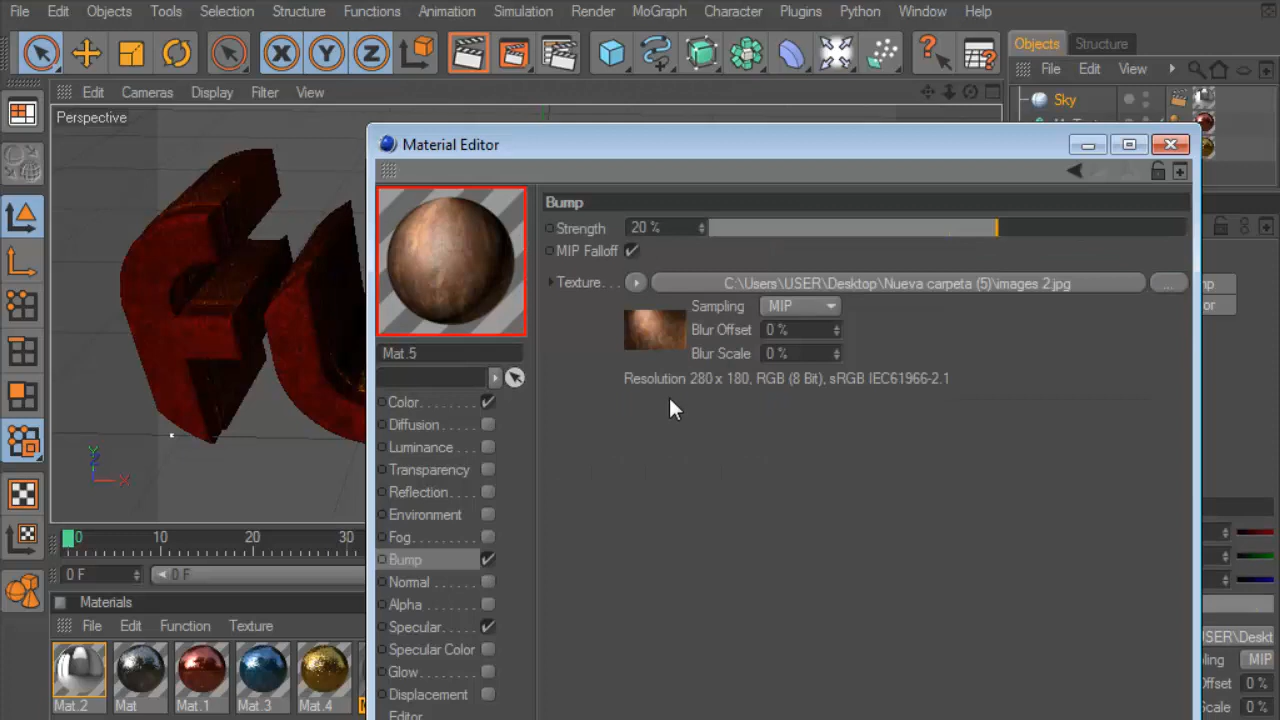 File Edit Objects Tools Selection Structure Functions Animation Simulation Render MoGraph Character Plugins Python Window Help
X Y Z
Objects Structure
File Edit View
Edit Cameras Display Filter View
Sky
Perspective
Material Editor
Bump
Strength 20 %
MIP Falloff
Texture. . . C:\Users\USER\Desktop\Nueva carpeta (5)\images 2.jpg ...
Sampling MIP
Blur Offset 0 %
Blur Scale 0 %
Resolution 280 x 180, RGB (8 Bit), sRGB IEC61966-2.1
Mat.5
Color
Diffusion
Luminance
Transparency
Reflection
Environment
Fog
Bump
Normal
Alpha
Specular
Specular Color
Glow
Displacement
Editor
Y
X
0 10 20 30
0 F 0 F
Materials
File Edit Function Texture
Mat.2 Mat Mat.1 Mat.3 Mat.4
SER\Deskt
ling MIP
Offset 0 %
Scale 0 %